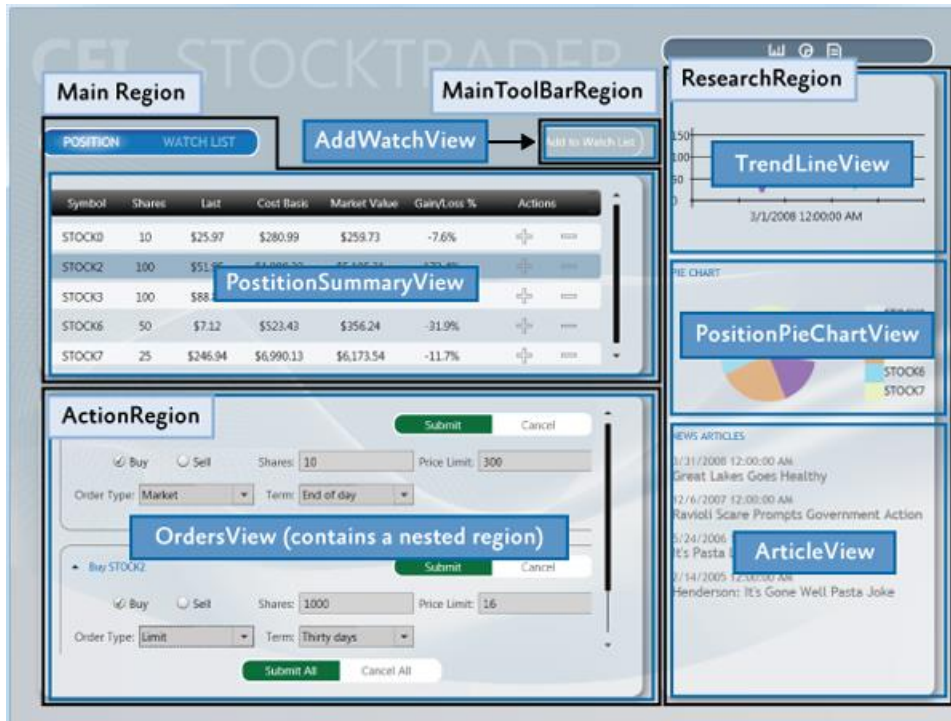 CFI STOCKTRADER
Main Region
MainToolBarRegion
ResearchRegion
POSITION WATCH LIST
AddWatchView
Add to Watch List
150
100
50
0
TrendLineView
3/1/2008 12:00:00 AM
Symbol Shares Last Cost Basis Market Value Gain/Loss % Actions
STOCK0 10 $25.97 $280.99 $259.73 -7.6%
STOCK2 100
PostitionSummaryView
STOCK3 100
STOCK6 50 $7.12 $523.43 $356.24 -31.9%
STOCK7 25 $246.94 $6,990.13 $6,173.54 -11.7%
PIE CHART
PositionPieChartView
STOCK6
STOCK7
ActionRegion
Submit Cancel
Buy Sell Shares: 10 Price Limit: 300
Order Type: Market Term: End of day
OrdersView (contains a nested region)
Buy STOCK2 Submit Cancel
Buy Sell Shares: 1000 Price Limit: 16
Order Type: Limit Term: Thirty days
Submit All Cancel All
NEWS ARTICLES
3/31/2008 12:00:00 AM
Great Lakes Goes Healthy
12/6/2007 12:00:00 AM
Ravioli Scare Prompts Government Action
5/24/2006
It's Pasta
ArticleView
2/14/2005 12:00:00 AM
Henderson: It's Gone Well Pasta Joke